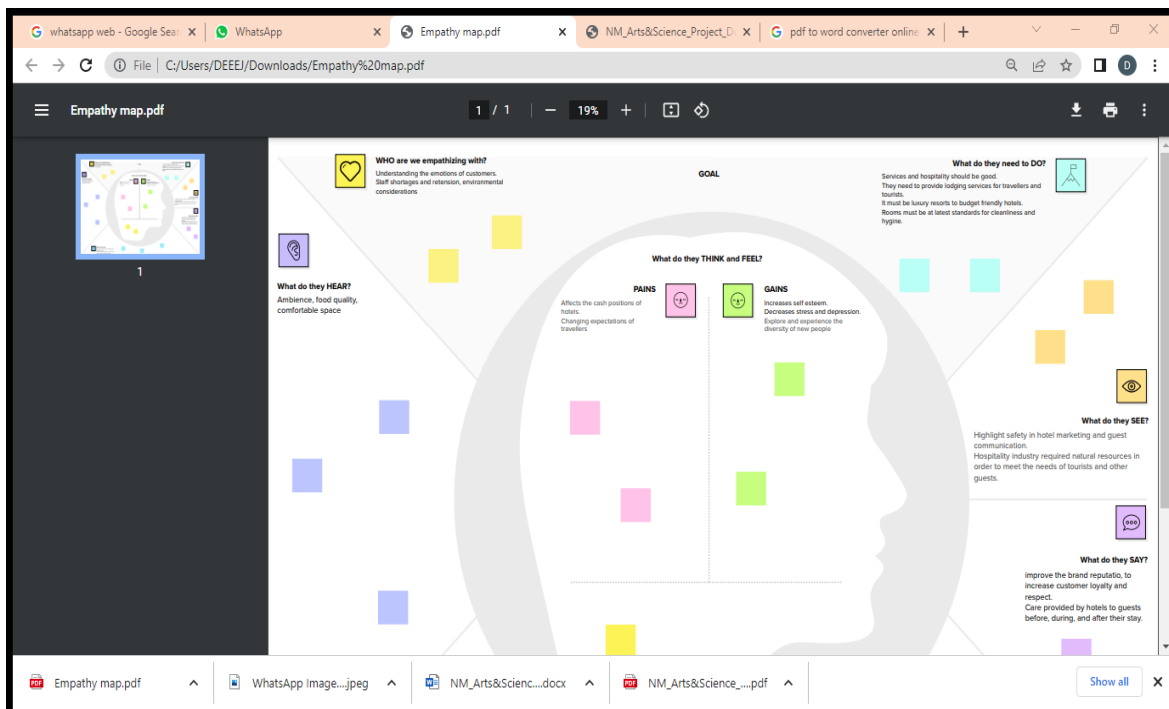 whatsapp web - Google Sear
WhatsApp
Empathy map.pdf
NM_Arts&Science_Project_D
pdf to word converter online
File | C:/Users/DEEEJ/Downloads/Empathy%20map.pdf
D
Empathy map.pdf
1 / 1
19%
1
WHO are we empathizing with?
Understanding the emotions of customers.
Staff shortages and retension, environmental
considerations
GOAL
What do they need to DO?
Services and hospitality should be good.
They need to provide lodging services for travellers and
tourists.
It must be luxury resorts to budget friendly hotels.
Rooms must be at latest standards for cleanliness and
hygine.
What do they HEAR?
Ambience, food quality,
comfortable space
What do they THINK and FEEL?
PAINS
Affects the cash positions of
hotels.
Changing expectations of
travellers
GAINS
Increases self esteem.
Decreases stress and depression.
Explore and experience the
diversity of new people
What do they SEE?
Highlight safety in hotel marketing and guest
communication.
Hospitality industry required natural resources in
order to meet the needs of tourists and other
guests.
What do they SAY?
improve the brand reputatio, to
increase customer loyalty and
respect.
Care provided by hotels to guests
before, during, and after their stay.
Empathy map.pdf
WhatsApp Image....jpeg
NM_Arts&Scienc....docx
NM_Arts&Science_....pdf
Show all